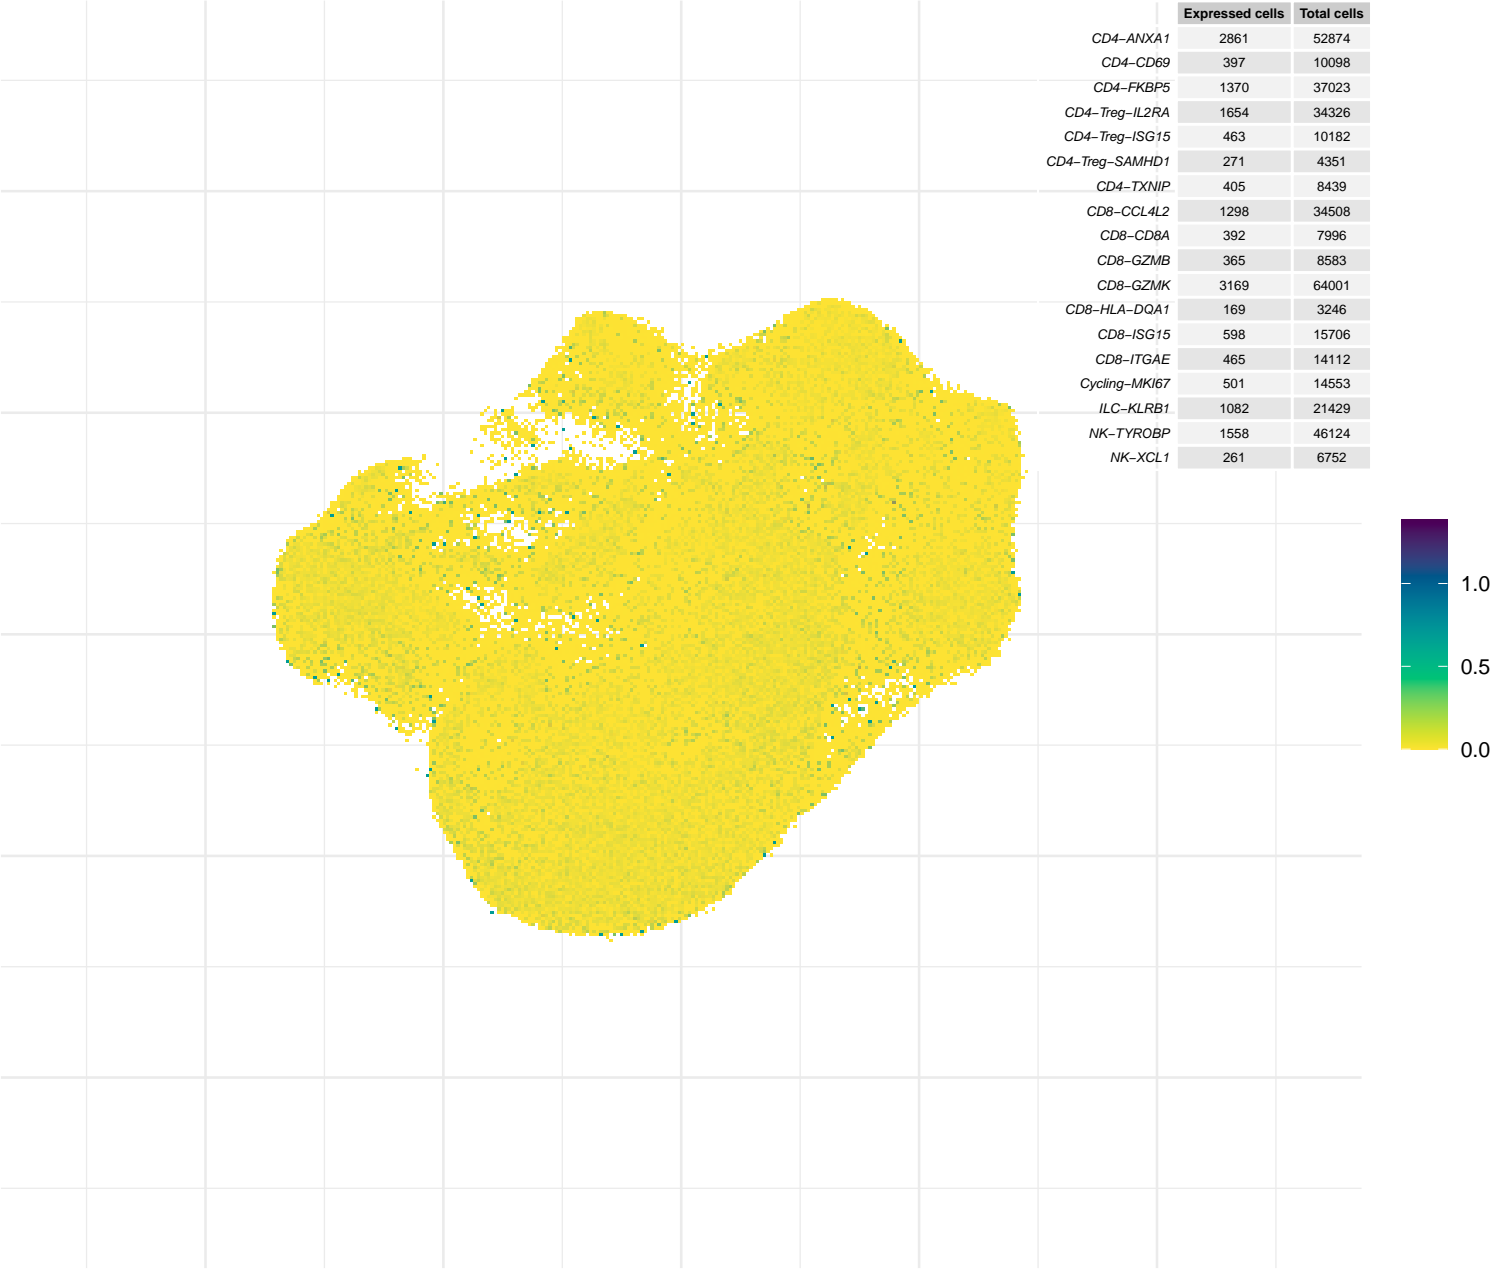 Expressed cells Total cells
CD4−ANXA1 2861 52874
CD4−CD69 397 10098
CD4−FKBP5 1370 37023
CD4−Treg−IL2RA 1654 34326
CD4−Treg−ISG15 463 10182
CD4−Treg−SAMHD1 271 4351
CD4−TXNIP 405 8439
CD8−CCL4L2 1298 34508
CD8−CD8A 392 7996
CD8−GZMB 365 8583
CD8−GZMK 3169 64001
CD8−HLA−DQA1 169 3246
CD8−ISG15 598 15706
CD8−ITGAE 465 14112
Cycling−MKI67 501 14553
ILC−KLRB1 1082 21429
NK−TYROBP 1558 46124
NK−XCL1 261 6752
1.0
0.5
0.0